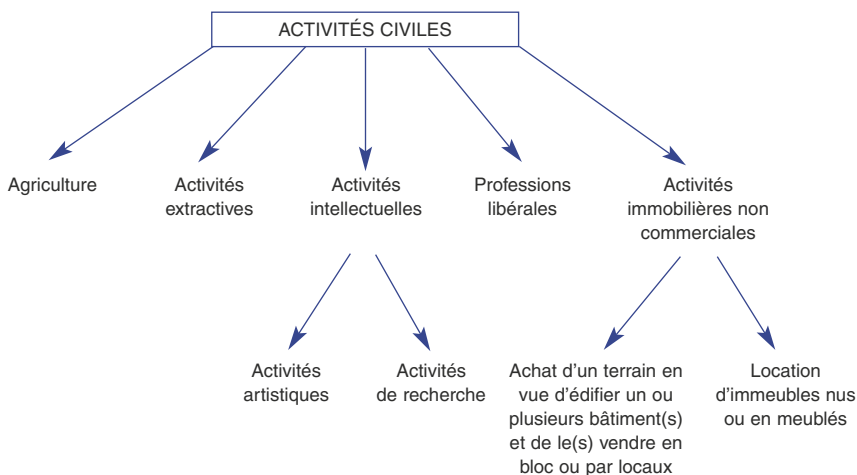 ACTIVITÉS CIVILES
Agriculture
Activités
extractives
Activités
intellectuelles
Professions
libérales
Activités
immobilières non
commerciales
Activités
artistiques
Activités
de recherche
Achat d'un terrain en
vue d'édifier un ou
plusieurs bâtiment(s)
et de le(s) vendre en
bloc ou par locaux
Location
d'immeubles nus
ou en meublés